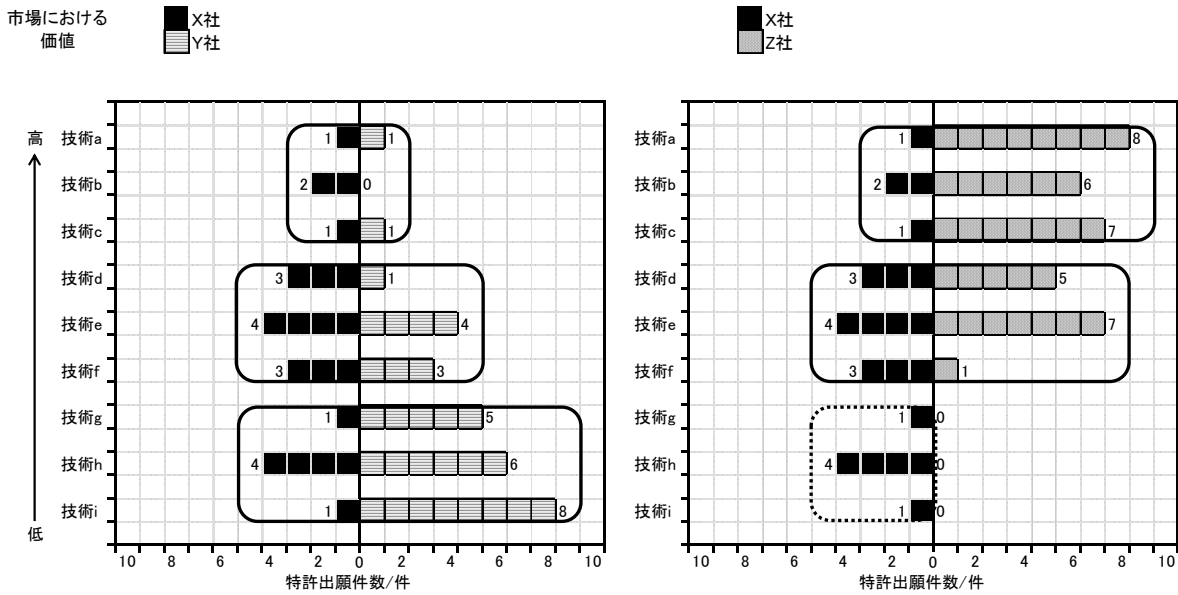 市場における
価値
X社
Y社
高
低
技術a 1 1
技術b 2 0
技術c 1 1
技術d 3 1
技術e 4 4
技術f 3 3
技術g 1 5
技術h 4 6
技術i 1 8
10 8 6 4 2 0 2 4 6 8 10
特許出願件数/件
X社
Z社
技術a 1 8
技術b 2 6
技術c 1 7
技術d 3 5
技術e 4 7
技術f 3 1
技術g 1 0
技術h 4 0
技術i 1 0
10 8 6 4 2 0 2 4 6 8 10
特許出願件数/件